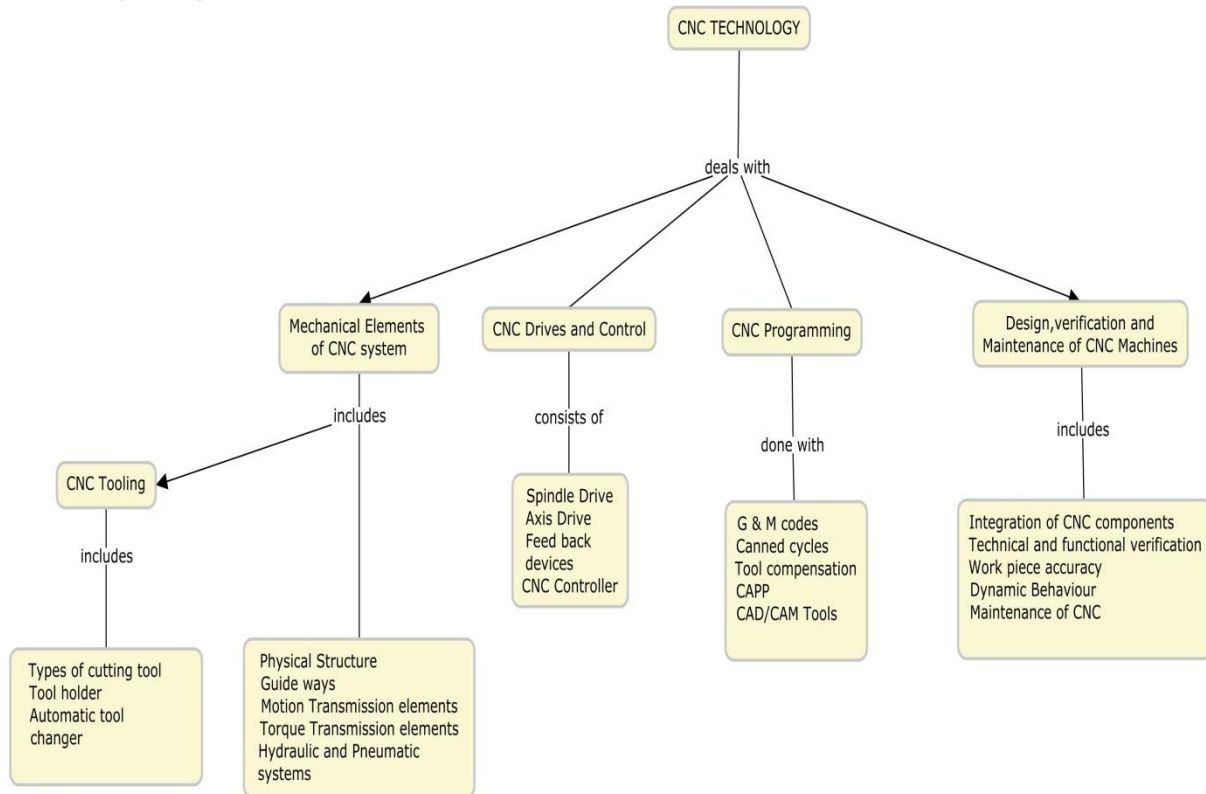 CNC TECHNOLOGY
deals with
Mechanical Elements
of CNC system
CNC Drives and Control
CNC Programming
Design,verification and
Maintenance of CNC Machines
includes
consists of
done with
includes
CNC Tooling
includes
Spindle Drive
Axis Drive
Feed back
devices
CNC Controller
G & M codes
Canned cycles
Tool compensation
CAPP
CAD/CAM Tools
Integration of CNC components
Technical and functional verification
Work piece accuracy
Dynamic Behaviour
Maintenance of CNC
Types of cutting tool
Tool holder
Automatic tool
changer
Physical Structure
Guide ways
Motion Transmission elements
Torque Transmission elements
Hydraulic and Pneumatic
systems